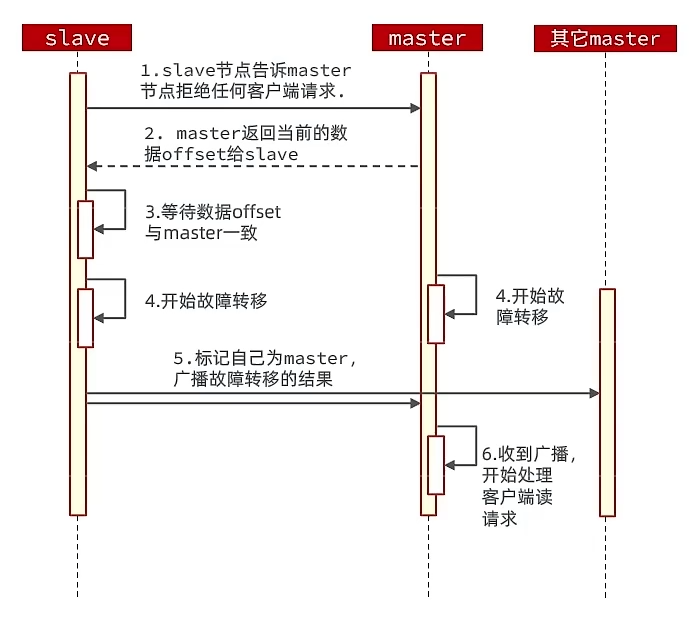 slave
master
其它master
1.slave节点告诉master
节点拒绝任何客户端请求.
2. master返回当前的数
据offset给slave
3.等待数据offset
与master一致
4.开始故障转移
4.开始故
障转移
5.标记自己为master,
广播故障转移的结果
6.收到广播，
开始处理
客户端读
请求